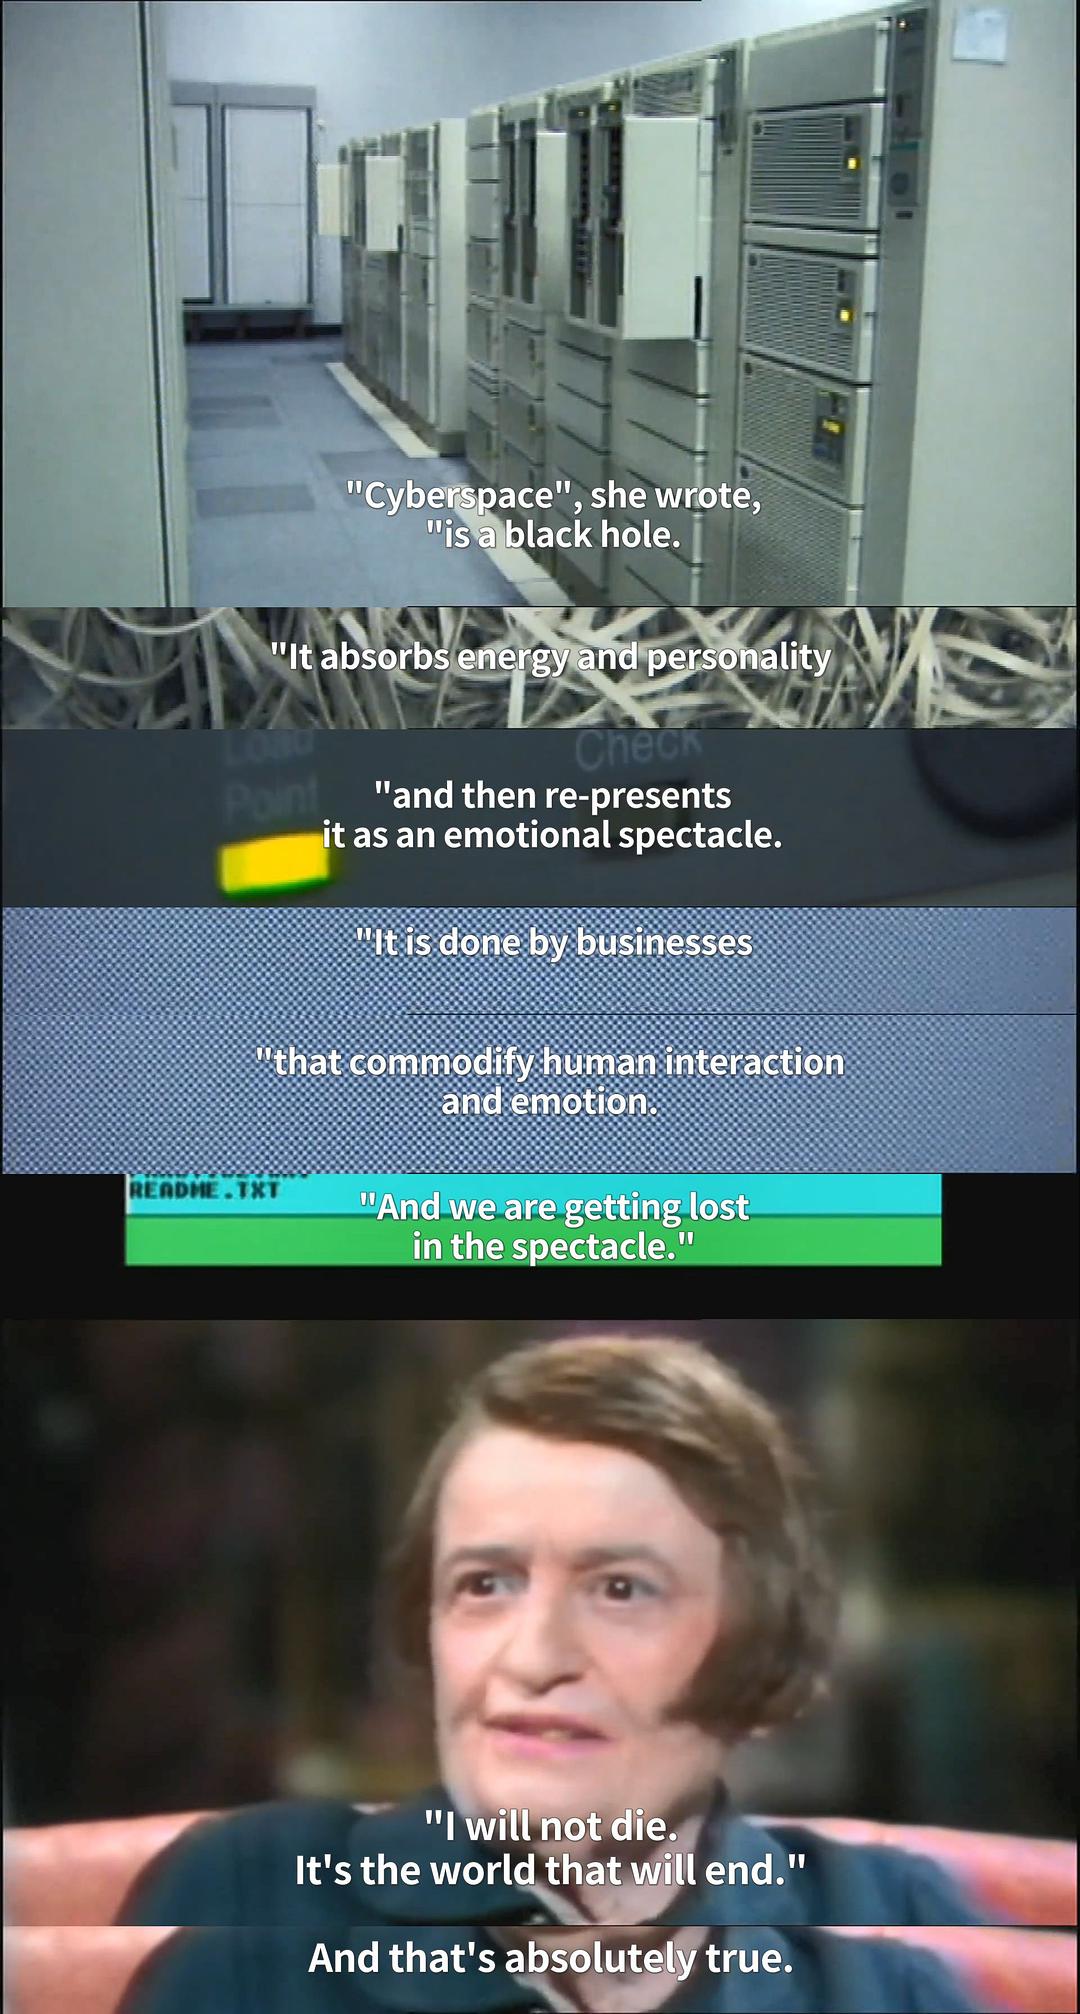 "Cyberspace", she wrote,
"is a black hole.
"It absorbs energy and personality
Load
Point
Check
"and then re-presents
it as an emotional spectacle.
"It is done by businesses
"that commodify human interaction
and emotion.
README.TXT
"And we are getting lost
in the spectacle."
"I will not die.
It's the world that will end."
And that's absolutely true.